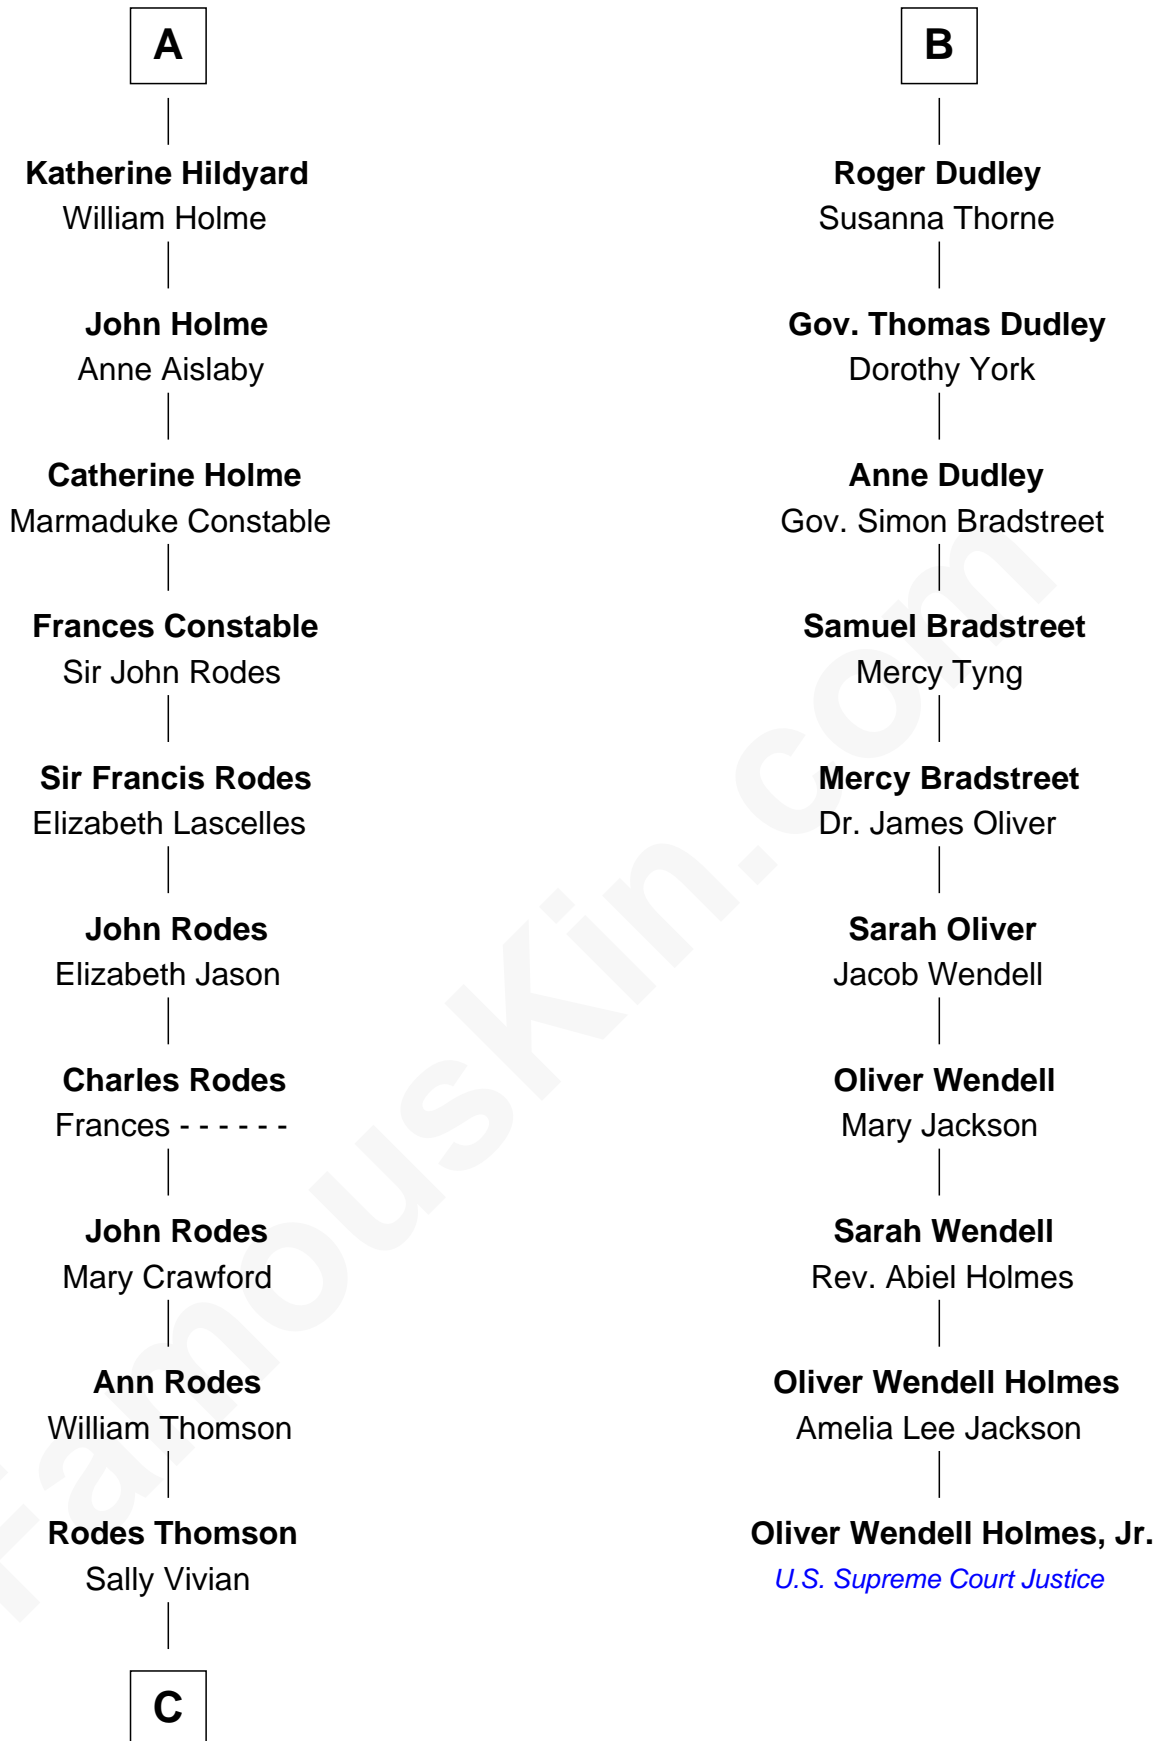 A
Katherine Hildyard
William Holme
John Holme
Anne Aislaby
Catherine Holme
Marmaduke Constable
Frances Constable
Sir John Rodes
Sir Francis Rodes
Elizabeth Lascelles
John Rodes
Elizabeth Jason
Charles Rodes
Frances - - - - - -
John Rodes
Mary Crawford
Ann Rodes
William Thomson
Rodes Thomson
Sally Vivian
C
B
Roger Dudley
Susanna Thorne
Gov. Thomas Dudley
Dorothy York
Anne Dudley
Gov. Simon Bradstreet
Samuel Bradstreet
Mercy Tyng
Mercy Bradstreet
Dr. James Oliver
Sarah Oliver
Jacob Wendell
Oliver Wendell
Mary Jackson
Sarah Wendell
Rev. Abiel Holmes
Oliver Wendell Holmes
Amelia Lee Jackson
Oliver Wendell Holmes, Jr.
U.S. Supreme Court Justice
FamousKin.com